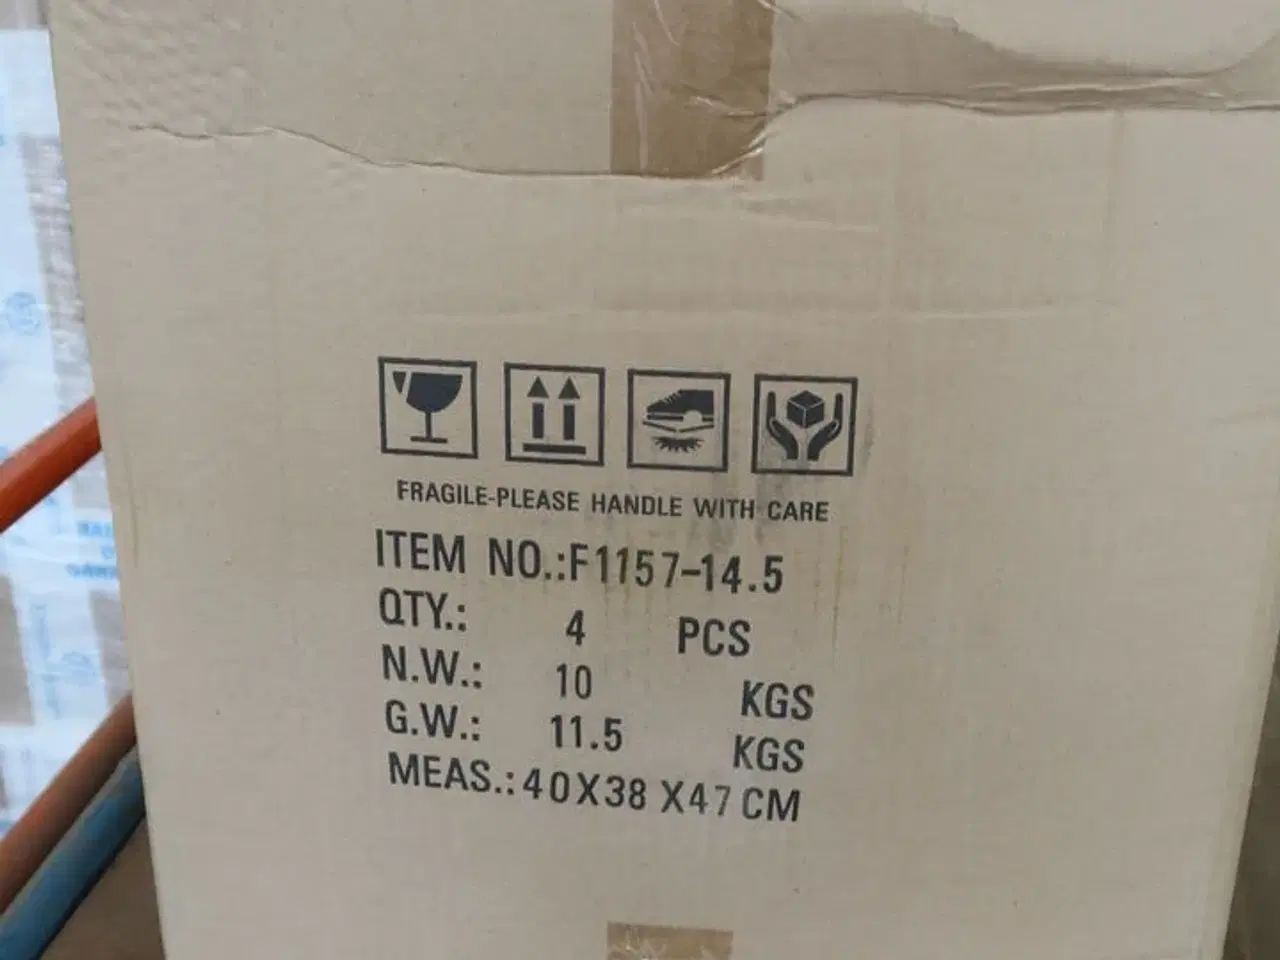 FRAGILE-PLEASE HANDLE WITH CARE
ITEM NO.:F1157-14.5
QTY.: 4 PCS
N.W.: 10 KGS
G.W.: 11.5 KGS
MEAS.:40X38 X47 CM